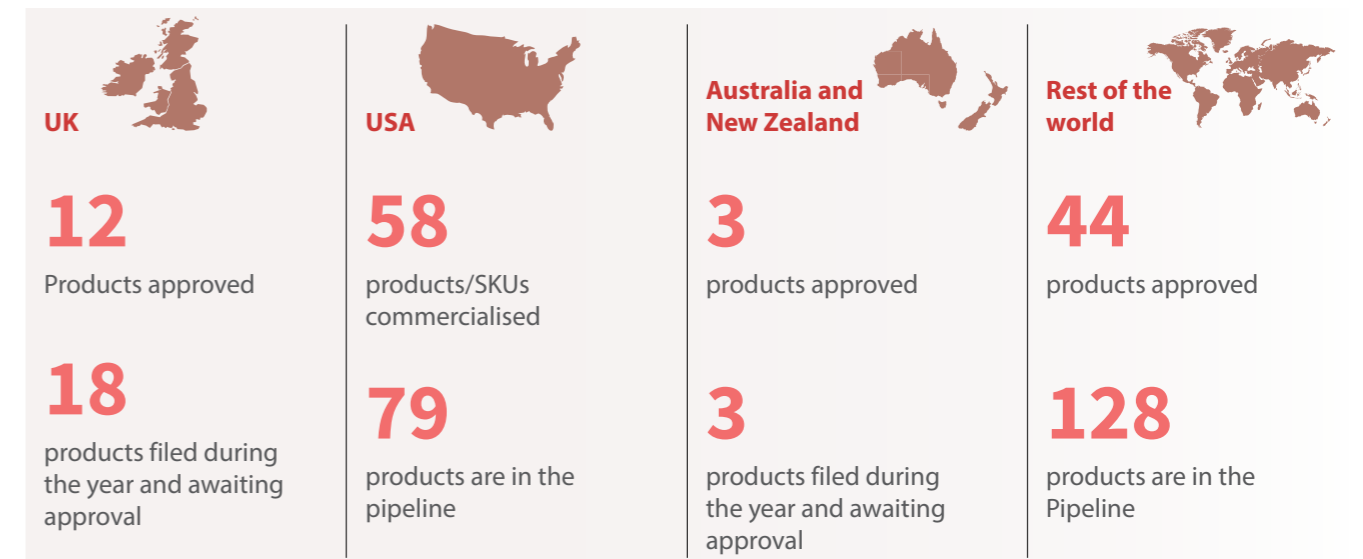 UK
12
Products approved
18
products filed during
the year and awaiting
approval
USA
58
products/SKUs
commercialised
79
products are in the
pipeline
Australia and
New Zealand
3
products approved
3
products filed during
the year and awaiting
approval
Rest of the
world
44
products approved
128
products are in the
Pipeline